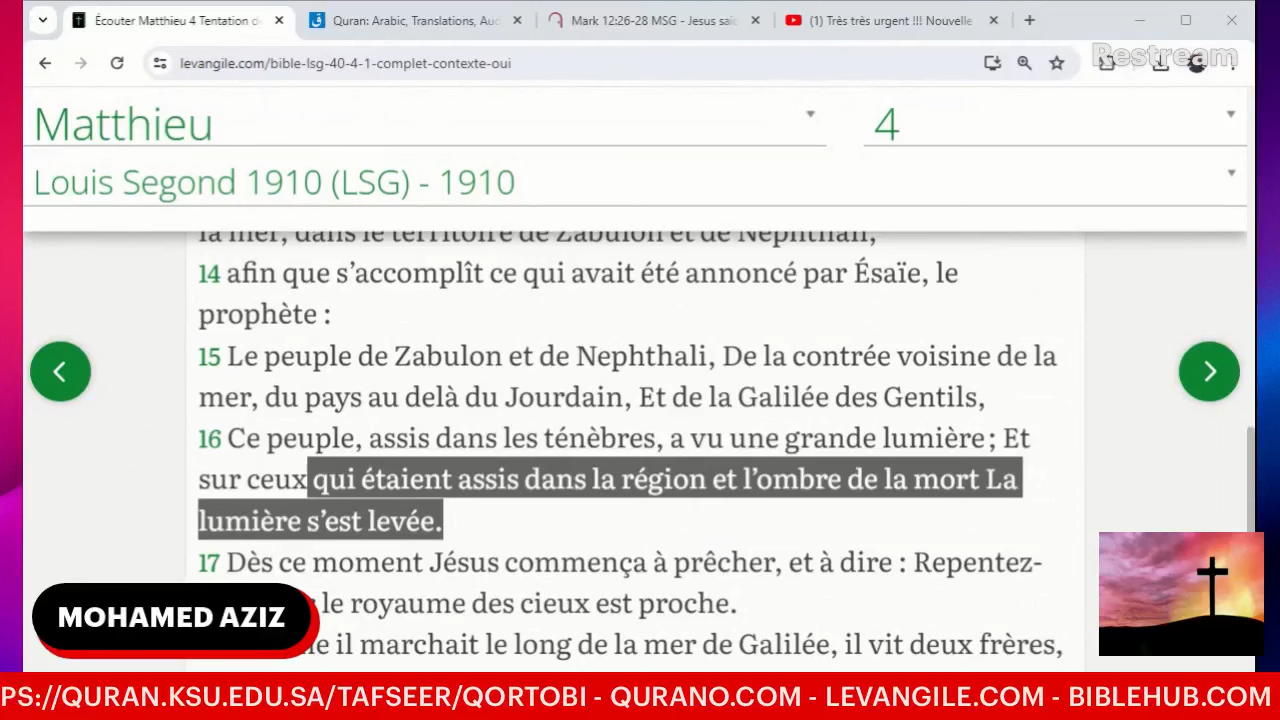 Écouter Matthieu 4 Tentation d
Quran: Arabic, Translations, Aud
Mark 12:26-28 MSG - Jesus said
(1) Très très urgent !!! Nouvelle
levangile.com/bible-lsg-40-4-1-complet-contexte-oui
Restream
Matthieu
4
Louis Segond 1910 (LSG) - 1910
la mer, dans le territoire de Zabulon et de Nephthali,
14 afin que s’accomplît ce qui avait été annoncé par Ésaïe, le
prophète :
15 Le peuple de Zabulon et de Nephthali, De la contrée voisine de la
mer, du pays au delà du Jourdain, Et de la Galilée des Gentils,
16 Ce peuple, assis dans les ténèbres, a vu une grande lumière ; Et
sur ceux qui étaient assis dans la région et l’ombre de la mort La
lumière s’est levée.
17 Dès ce moment Jésus commença à prêcher, et à dire : Repentez-
le royaume des cieux est proche.
il marchait le long de la mer de Galilée, il vit deux frères,
MOHAMED AZIZ
PS://QURAN.KSU.EDU.SA/TAFSEER/QORTOBI - QURANO.COM - LEVANGILE.COM - BIBLEHUB.COM